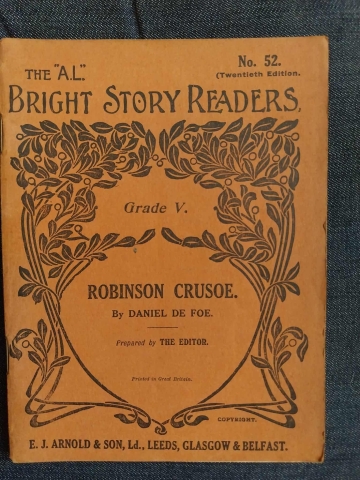 THE "A.L."
No. 52.
(Twentieth Edition.
BRIGHT STORY READERS.
Grade V.
ROBINSON CRUSOE.
By DANIEL DE FOE.
Prepared by THE EDITOR.
Printed in Great Britain.
COPYRIGHT.
E. J. ARNOLD & SON, Ld., LEEDS, GLASGOW & BELFAST.